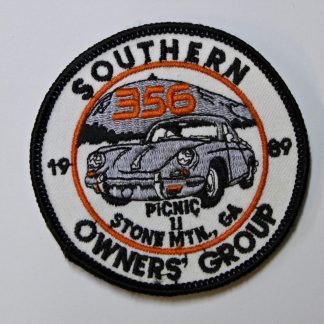 SOUTHERN
356
19 89
PICNIC
II
STONE MTN., GA
OWNERS' GROUP